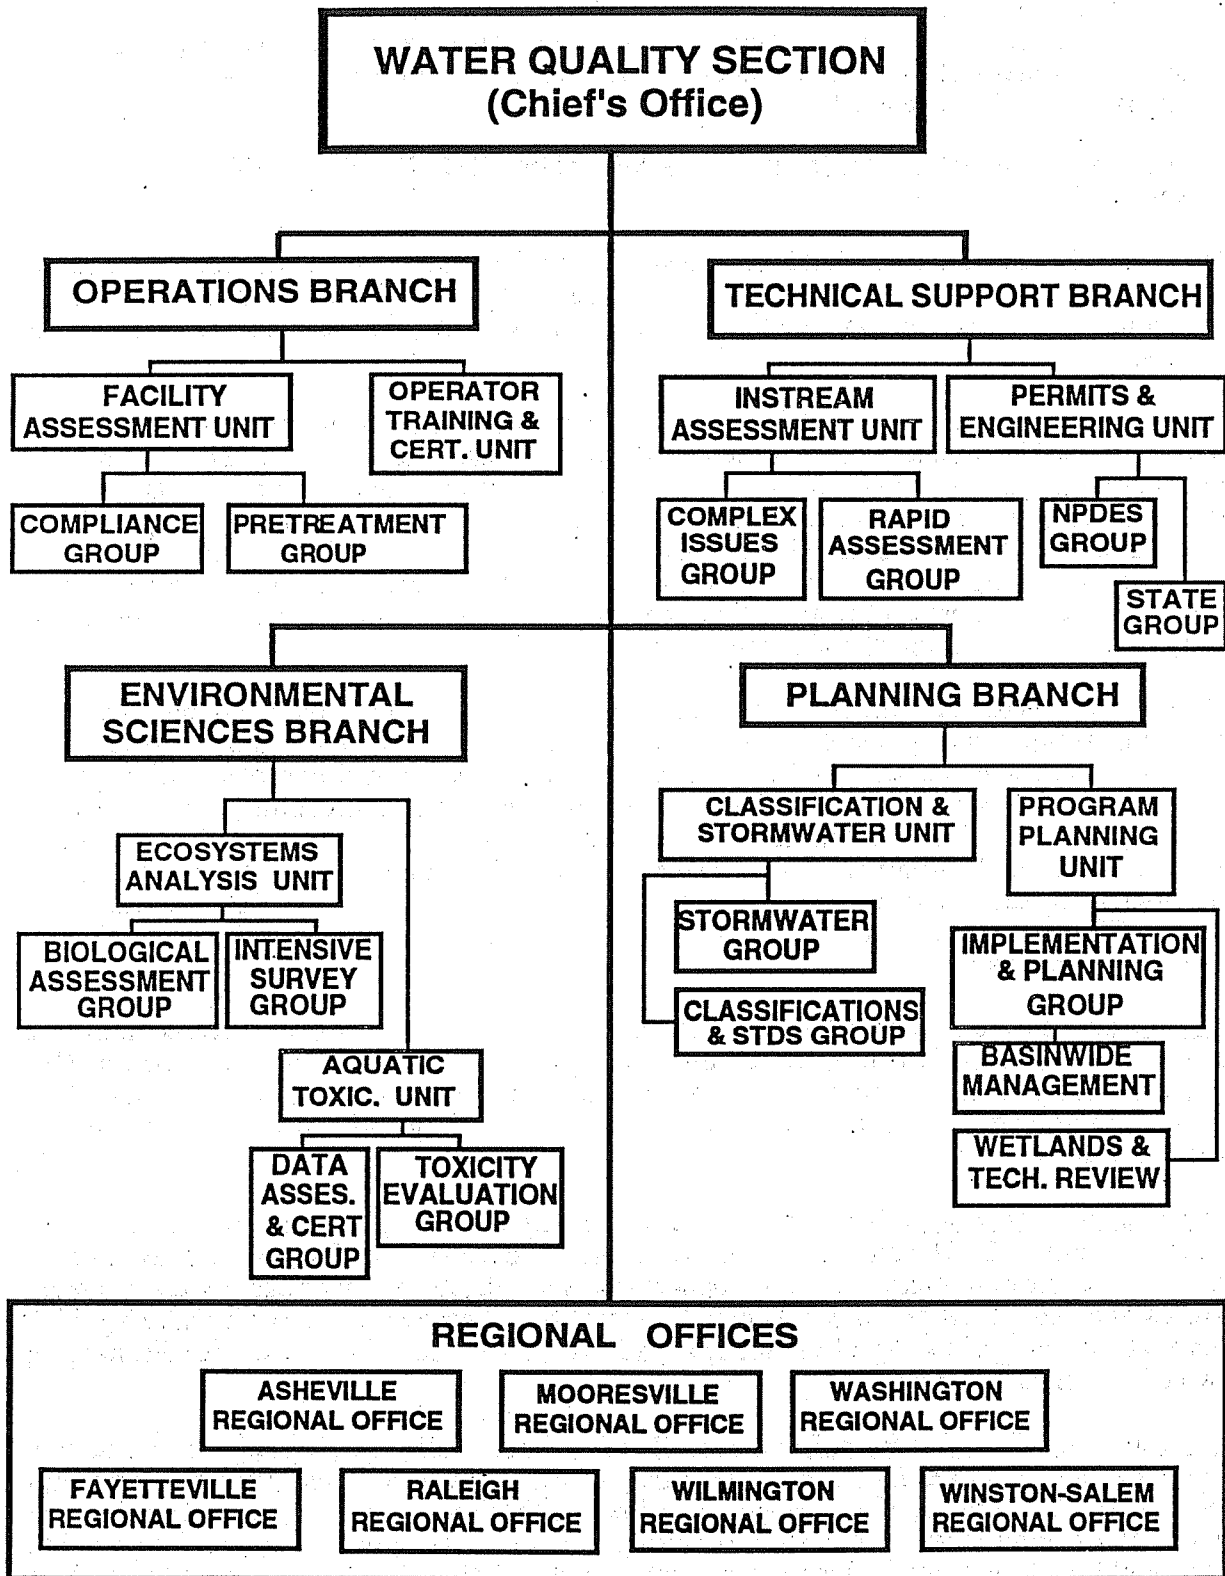 WATER QUALITY SECTION
(Chief's Office)
OPERATIONS BRANCH
TECHNICAL SUPPORT BRANCH
FACILITY
ASSESSMENT UNIT
OPERATOR
TRAINING &
CERT. UNIT
INSTREAM
ASSESSMENT UNIT
PERMITS &
ENGINEERING UNIT
COMPLIANCE
GROUP
PRETREATMENT
GROUP
COMPLEX
ISSUES
GROUP
RAPID
ASSESSMENT
GROUP
NPDES
GROUP
STATE
GROUP
ENVIRONMENTAL
SCIENCES BRANCH
PLANNING BRANCH
ECOSYSTEMS
ANALYSIS UNIT
BIOLOGICAL
ASSESSMENT
GROUP
INTENSIVE
SURVEY
GROUP
AQUATIC
TOXIC. UNIT
DATA
ASSES.
& CERT
GROUP
TOXICITY
EVALUATION
GROUP
CLASSIFICATION &
STORMWATER UNIT
PROGRAM
PLANNING
UNIT
STORMWATER
GROUP
CLASSIFICATIONS
& STDS GROUP
IMPLEMENTATION
& PLANNING
GROUP
BASINWIDE
MANAGEMENT
WETLANDS &
TECH. REVIEW
REGIONAL OFFICES
ASHEVILLE
REGIONAL OFFICE
MOORESVILLE
REGIONAL OFFICE
WASHINGTON
REGIONAL OFFICE
FAYETTEVILLE
REGIONAL OFFICE
RALEIGH
REGIONAL OFFICE
WILMINGTON
REGIONAL OFFICE
WINSTON-SALEM
REGIONAL OFFICE